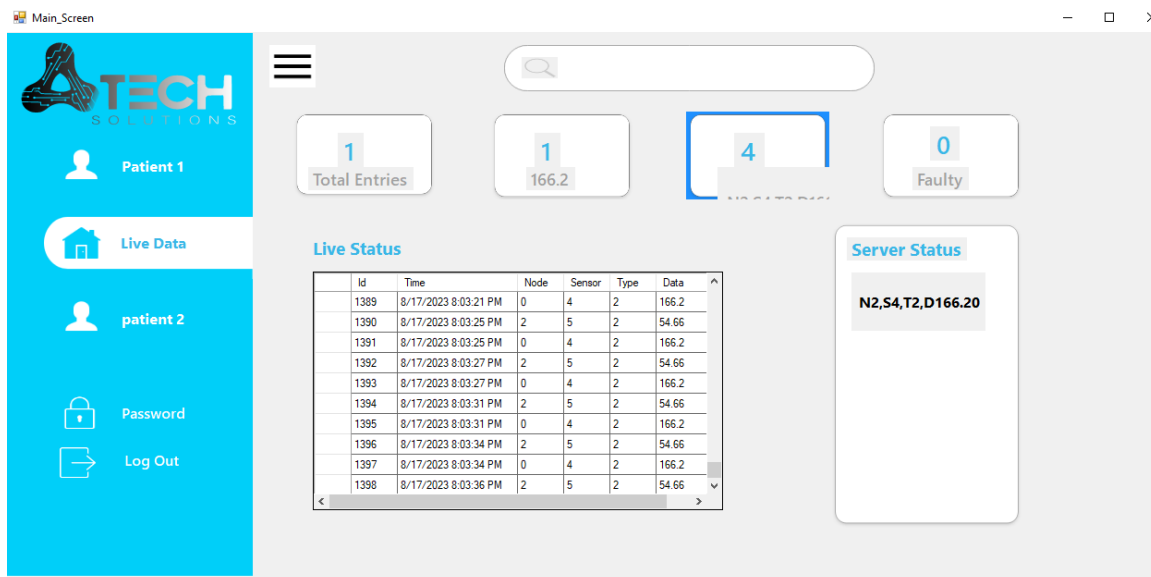 Main_Screen
TECH
SOLUTIONS
Patient 1
Live Data
patient 2
Password
Log Out
1
Total Entries
1
166.2
4
N2,S4,T2,D166
0
Faulty
Live Status
Id Time Node Sensor Type Data
1389 8/17/2023 8:03:21 PM 0 4 2 166.2
1390 8/17/2023 8:03:25 PM 2 5 2 54.66
1391 8/17/2023 8:03:25 PM 0 4 2 166.2
1392 8/17/2023 8:03:27 PM 2 5 2 54.66
1393 8/17/2023 8:03:27 PM 0 4 2 166.2
1394 8/17/2023 8:03:31 PM 2 5 2 54.66
1395 8/17/2023 8:03:31 PM 0 4 2 166.2
1396 8/17/2023 8:03:34 PM 2 5 2 54.66
1397 8/17/2023 8:03:34 PM 0 4 2 166.2
1398 8/17/2023 8:03:36 PM 2 5 2 54.66
Server Status
N2,S4,T2,D166.20